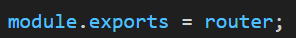 module.exports = router;